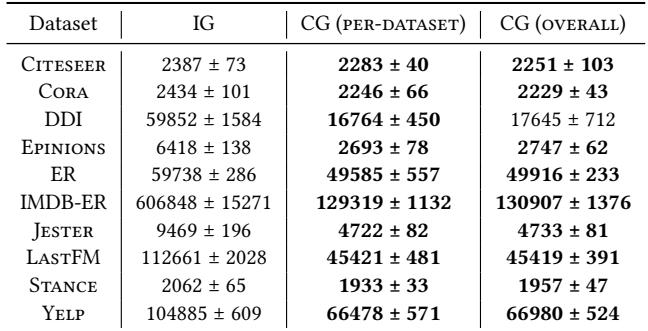 Dataset IG CG (per-dataset) CG (overall)
Citeseer 2387 ± 73 2283 ± 40 2251 ± 103
Cora 2434 ± 101 2246 ± 66 2229 ± 43
DDI 59852 ± 1584 16764 ± 450 17645 ± 712
Epinions 6418 ± 138 2693 ± 78 2747 ± 62
ER 59738 ± 286 49585 ± 557 49916 ± 233
IMDB-ER 606848 ± 15271 129319 ± 1132 130907 ± 1376
Jester 9469 ± 196 4722 ± 82 4733 ± 81
LastFM 112661 ± 2028 45421 ± 481 45419 ± 391
Stance 2062 ± 65 1933 ± 33 1957 ± 47
Yelp 104885 ± 609 66478 ± 571 66980 ± 524